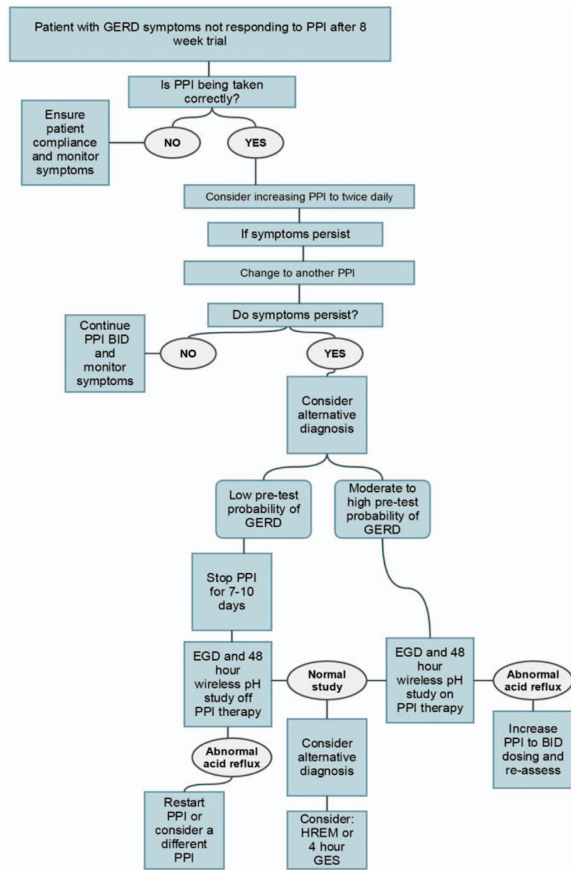 Patient with GERD symptoms not responding to PPI after 8
week trial
Is PPI being taken
correctly?
Ensure
patient
compliance
and monitor
symptoms
NO
YES
Consider increasing PPI to twice daily
If symptoms persist
Change to another PPI
Do symptoms persist?
Continue
PPI BID
and
monitor
symptoms
NO
YES
Consider
alternative
diagnosis
Low pre-test
probability of
GERD
Moderate to
high pre-test
probability of
GERD
Stop PPI
for 7-10
days
EGD and 48
hour
wireless pH
study off
PPI therapy
Normal
study
EGD and 48
hour
wireless pH
study on
PPI therapy
Abnormal
acid reflux
Abnormal
acid reflux
Consider
alternative
diagnosis
Increase
PPI to BID
dosing and
re-assess
Restart
PPI or
consider a
different
PPI
Consider:
HREM or
4 hour
GES